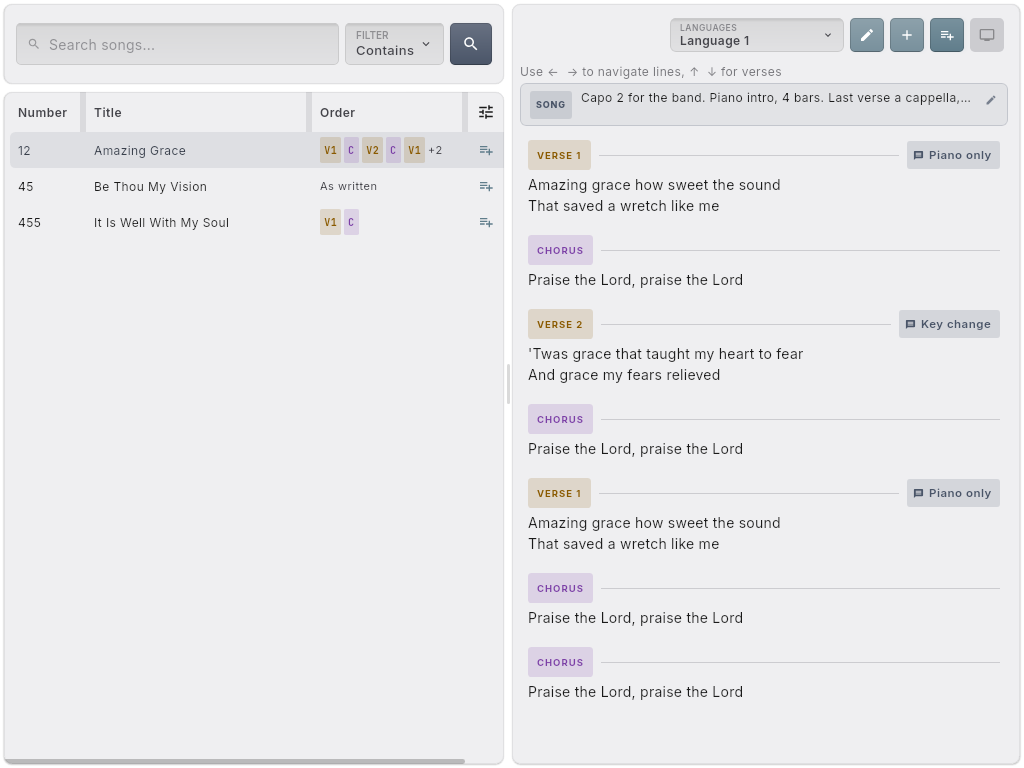 Search songs...
FILTER
Contains
Number Title Order
12 Amazing Grace V1 C V2 C V1 +2
45 Be Thou My Vision As written
455 It Is Well With My Soul V1 C
LANGUAGES
Language 1
Use ← → to navigate lines, ↑ ↓ for verses
SONG Capo 2 for the band. Piano intro, 4 bars. Last verse a cappella,...
VERSE 1 Piano only
Amazing grace how sweet the sound
That saved a wretch like me
CHORUS
Praise the Lord, praise the Lord
VERSE 2 Key change
'Twas grace that taught my heart to fear
And grace my fears relieved
CHORUS
Praise the Lord, praise the Lord
VERSE 1 Piano only
Amazing grace how sweet the sound
That saved a wretch like me
CHORUS
Praise the Lord, praise the Lord
CHORUS
Praise the Lord, praise the Lord